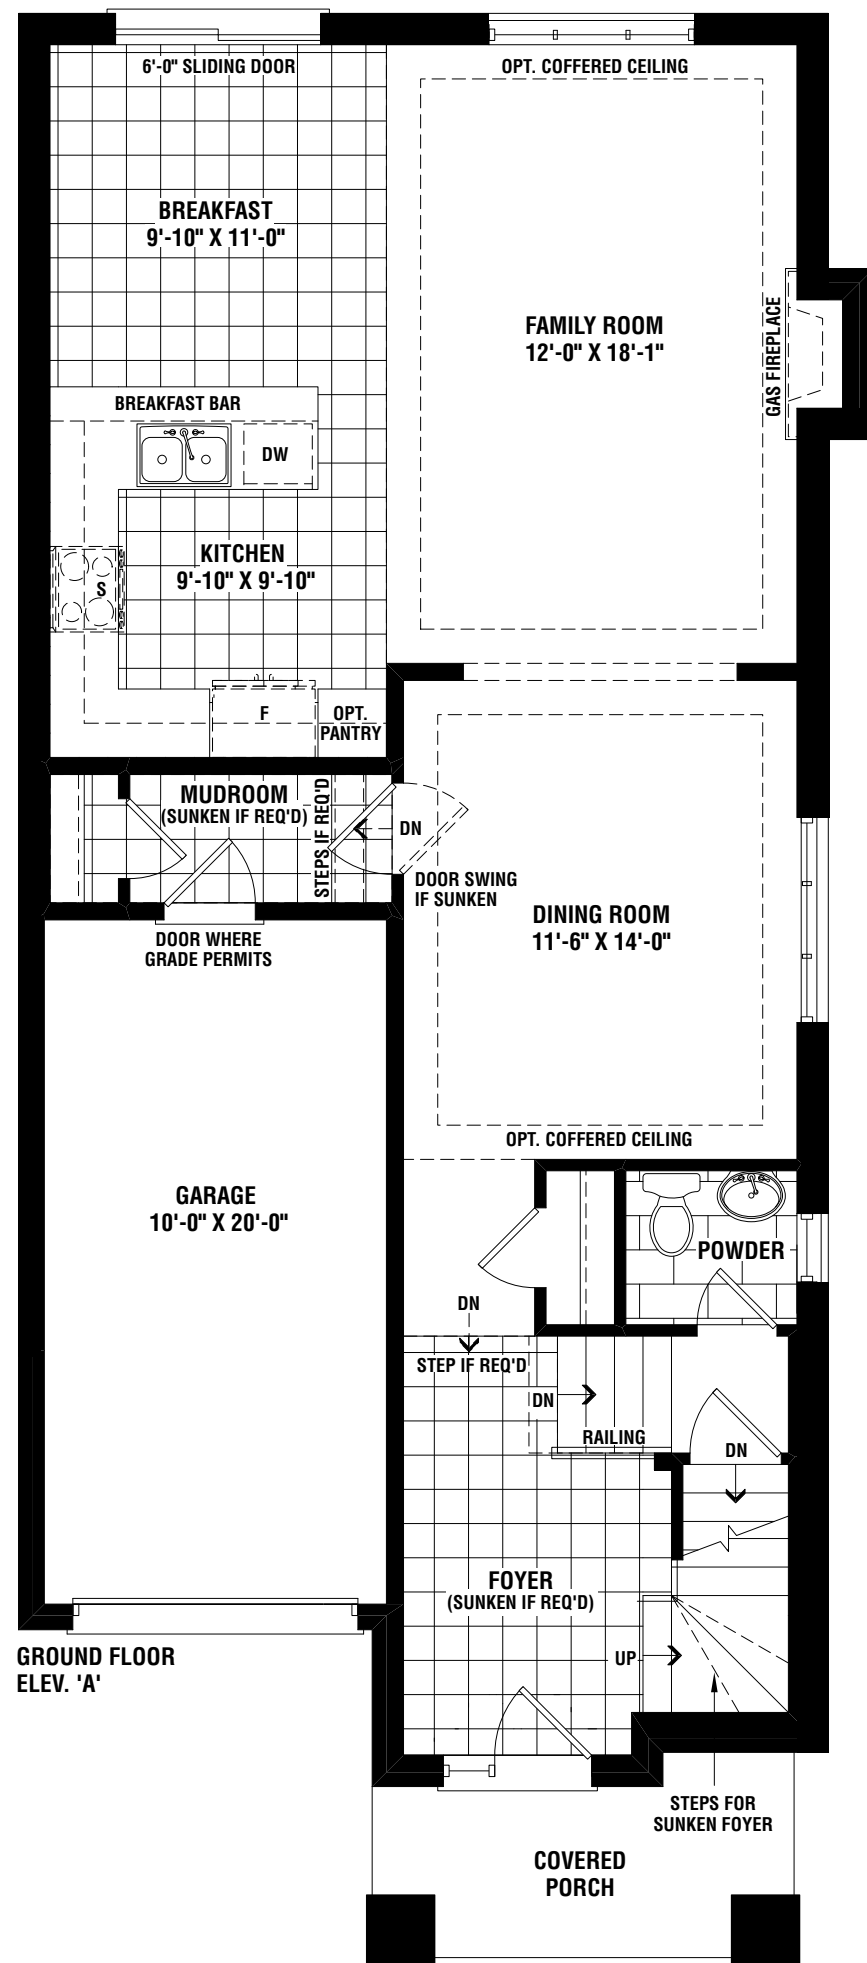 6'-0" SLIDING DOOR
OPT. COFFERED CEILING
BREAKFAST
9'-10" X 11'-0"
FAMILY ROOM
12'-0" X 18'-1"
GAS FIREPLACE
BREAKFAST BAR
DW
KITCHEN
9'-10" X 9'-10"
S
F
OPT.
PANTRY
MUDROOM
(SUNKEN IF REQ'D)
STEPS IF REQ'D
DN
DOOR SWING
IF SUNKEN
DINING ROOM
11'-6" X 14'-0"
DOOR WHERE
GRADE PERMITS
OPT. COFFERED CEILING
GARAGE
10'-0" X 20'-0"
POWDER
DN
STEP IF REQ'D
DN
RAILING
DN
FOYER
(SUNKEN IF REQ'D)
UP
GROUND FLOOR
ELEV. 'A'
STEPS FOR
SUNKEN FOYER
COVERED
PORCH